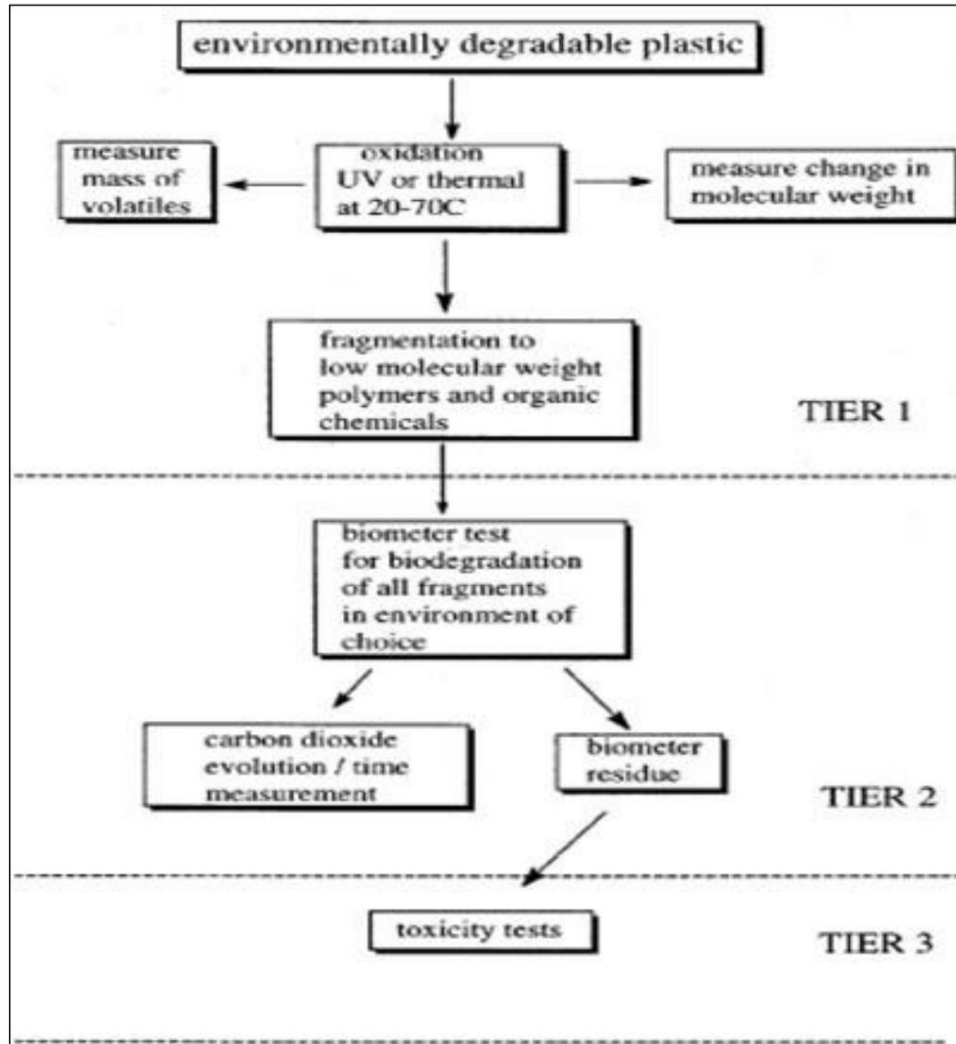 environmentally degradable plastic
measure
mass of
volatiles
oxidation
UV or thermal
at 20-70C
measure change in
molecular weight
fragmentation to
low molecular weight
polymers and organic
chemicals
TIER 1
biometer test
for biodegradation
of all fragments
in environment of
choice
carbon dioxide
evolution / time
measurement
biometer
residue
TIER 2
toxicity tests
TIER 3